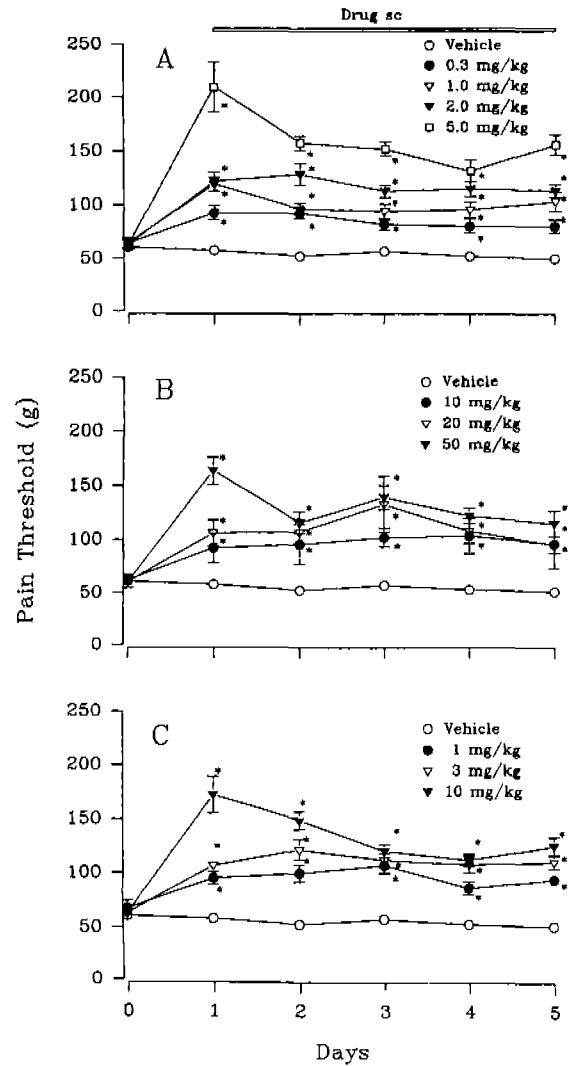 Drug sc
A
Vehicle
0.3 mg/kg
1.0 mg/kg
2.0 mg/kg
5.0 mg/kg
250
200
150
100
50
0
B
Vehicle
10 mg/kg
20 mg/kg
50 mg/kg
250
200
150
100
50
0
Pain Threshold (g)
C
Vehicle
1 mg/kg
3 mg/kg
10 mg/kg
250
200
150
100
50
0
0 1 2 3 4 5
Days